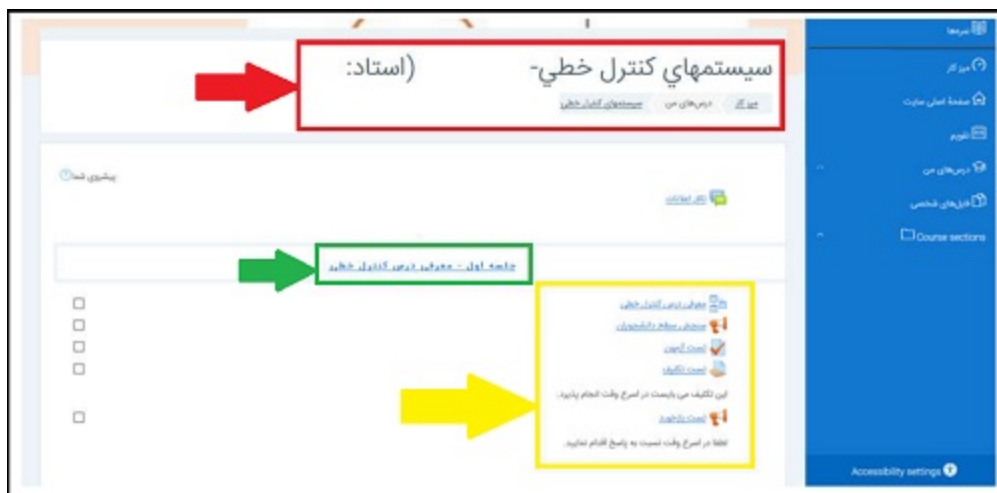 نمره‌ها
میز کار
صفحهٔ اصلی سایت
تقویم
درس‌های من
فایل‌های شخصی
Course sections
Accessibility settings
سیستمهاي کنترل خطي- (استاد:
میز کار درس‌های من سیستمهاي کنترل خطي
پیشروی شما
تالار اعلانات
جلسه اول - معرفی درس کنترل خطی
معرفی درس کنترل خطی
سنجش سطح دانشجویان
تست آزمون
تست تکلیف
این تکلیف می بایست در اسرع وقت انجام پذیرد.
تست بازخورد
لطفا در اسرع وقت نسبت به پاسخ اقدام نمایید.